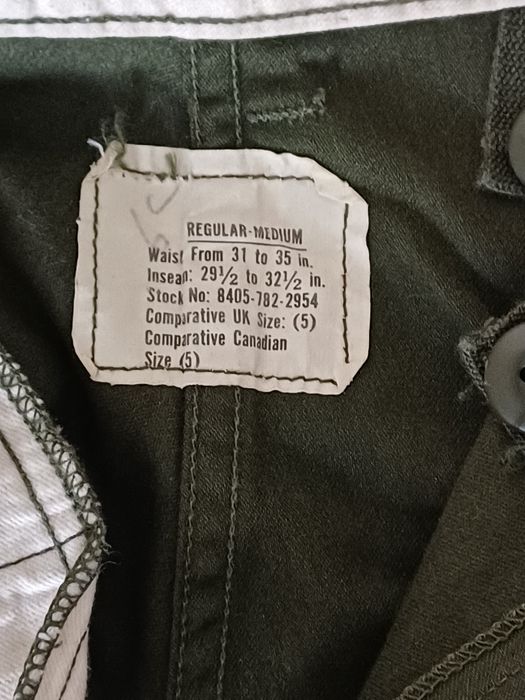 REGULAR-MEDIUM
Waist From 31 to 35 in.
Inseam: 29½ to 32½ in.
Stock No: 8405-782-2954
Comparative UK Size: (5)
Comparative Canadian
Size (5)